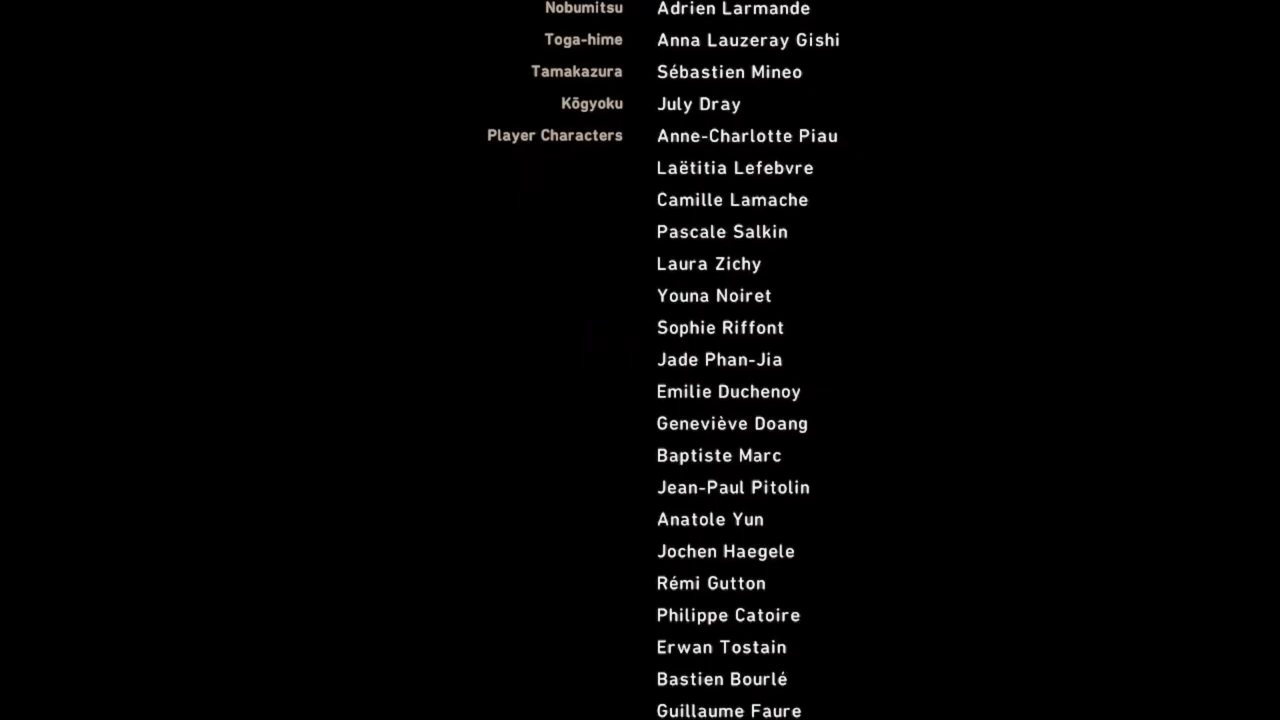 Nobumitsu Adrien Larmande
Toga-hime Anna Lauzeray Gishi
Tamakazura Sébastien Mineo
Kōgyoku July Dray
Player Characters Anne-Charlotte Piau
Laëtitia Lefebvre
Camille Lamache
Pascale Salkin
Laura Zichy
Youna Noiret
Sophie Riffont
Jade Phan-Jia
Emilie Duchenoy
Geneviève Doang
Baptiste Marc
Jean-Paul Pitolin
Anatole Yun
Jochen Haegele
Rémi Gutton
Philippe Catoire
Erwan Tostain
Bastien Bourlé
Guillaume Faure